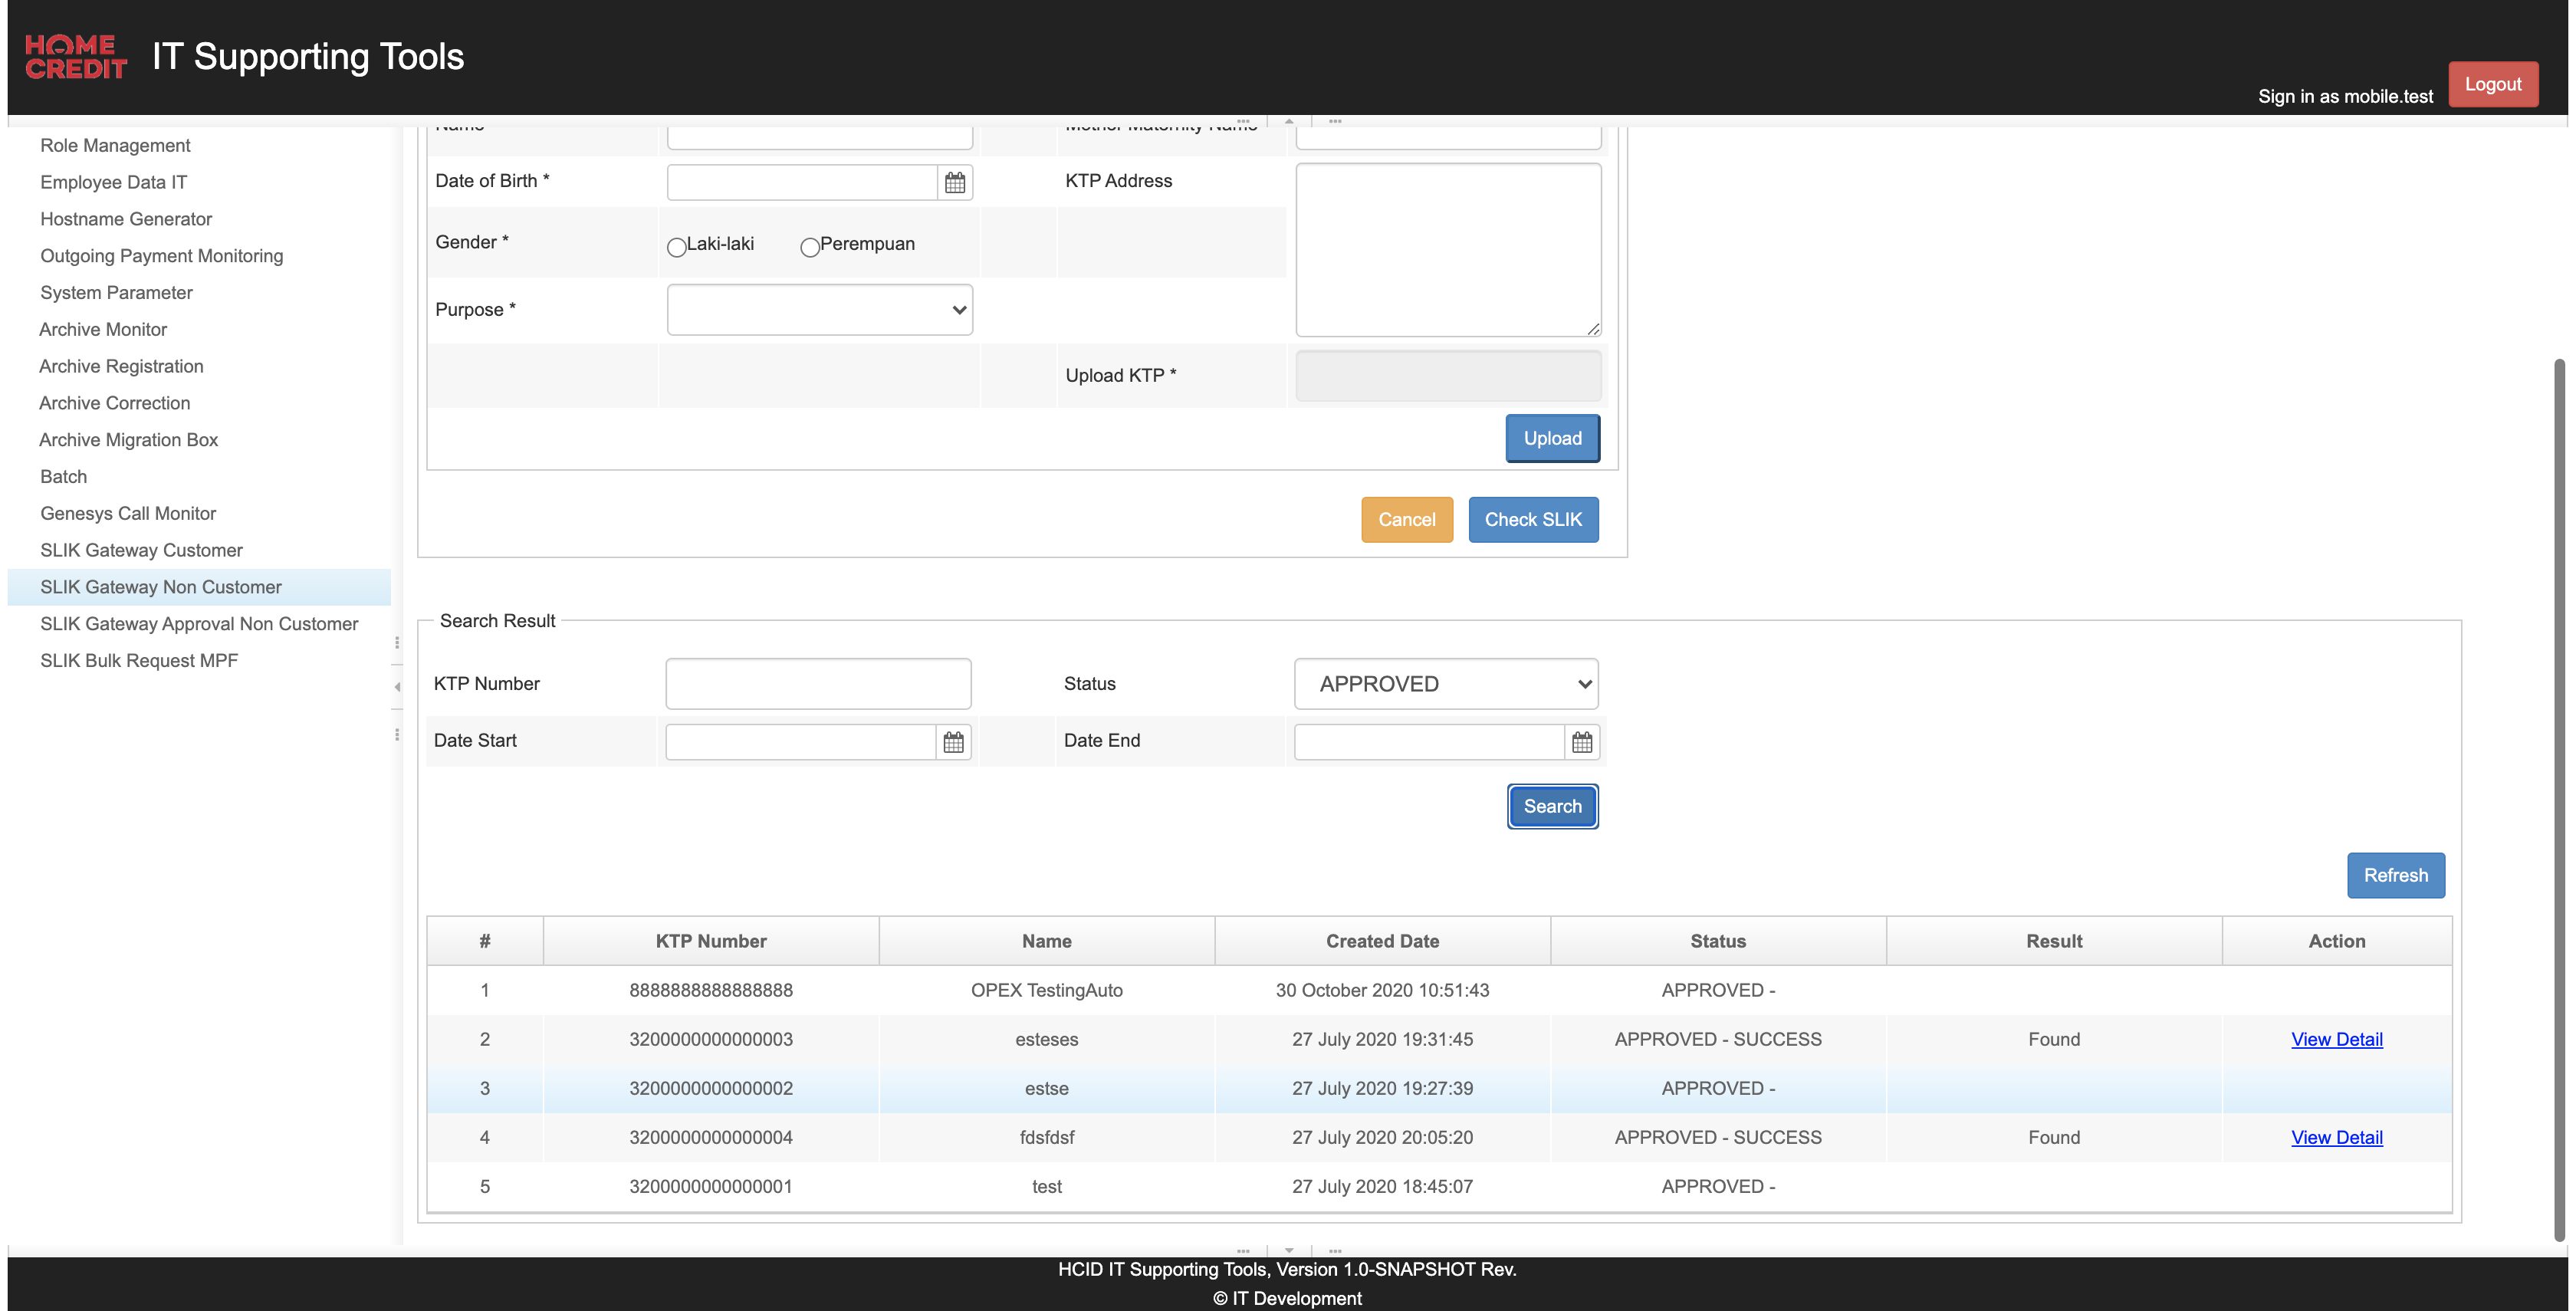 HOME
CREDIT
IT Supporting Tools
Sign in as mobile.test
Logout
Role Management
Employee Data IT
Hostname Generator
Outgoing Payment Monitoring
System Parameter
Archive Monitor
Archive Registration
Archive Correction
Archive Migration Box
Batch
Genesys Call Monitor
SLIK Gateway Customer
SLIK Gateway Non Customer
SLIK Gateway Approval Non Customer
SLIK Bulk Request MPF
Name Mother Maternity Name
Date of Birth * KTP Address
Gender * Laki-laki Perempuan
Purpose *
Upload KTP *
Upload
Cancel Check SLIK
Search Result
KTP Number Status APPROVED
Date Start Date End
Search
Refresh
# KTP Number Name Created Date Status Result Action
1 8888888888888888 OPEX TestingAuto 30 October 2020 10:51:43 APPROVED -
2 3200000000000003 esteses 27 July 2020 19:31:45 APPROVED - SUCCESS Found View Detail
3 3200000000000002 estse 27 July 2020 19:27:39 APPROVED -
4 3200000000000004 fdsfdsf 27 July 2020 20:05:20 APPROVED - SUCCESS Found View Detail
5 3200000000000001 test 27 July 2020 18:45:07 APPROVED -
HCID IT Supporting Tools, Version 1.0-SNAPSHOT Rev.
© IT Development